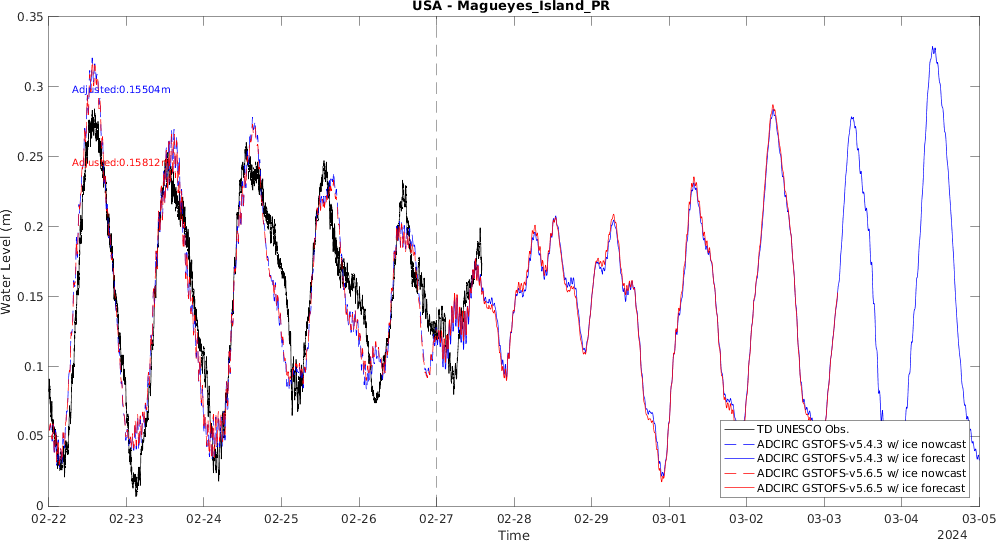 USA - Magueyes_Island_PR
0.35
0.3
0.25
0.2
0.15
0.1
0.05
0
Water Level (m)
Adjusted:0.15504m
Adjusted:0.15812m
TD UNESCO Obs.
ADCIRC GSTOFS-v5.4.3 w/ ice nowcast
ADCIRC GSTOFS-v5.4.3 w/ ice forecast
ADCIRC GSTOFS-v5.6.5 w/ ice nowcast
ADCIRC GSTOFS-v5.6.5 w/ ice forecast
02-22 02-23 02-24 02-25 02-26 02-27 02-28 02-29 03-01 03-02 03-03 03-04 03-05
Time
2024